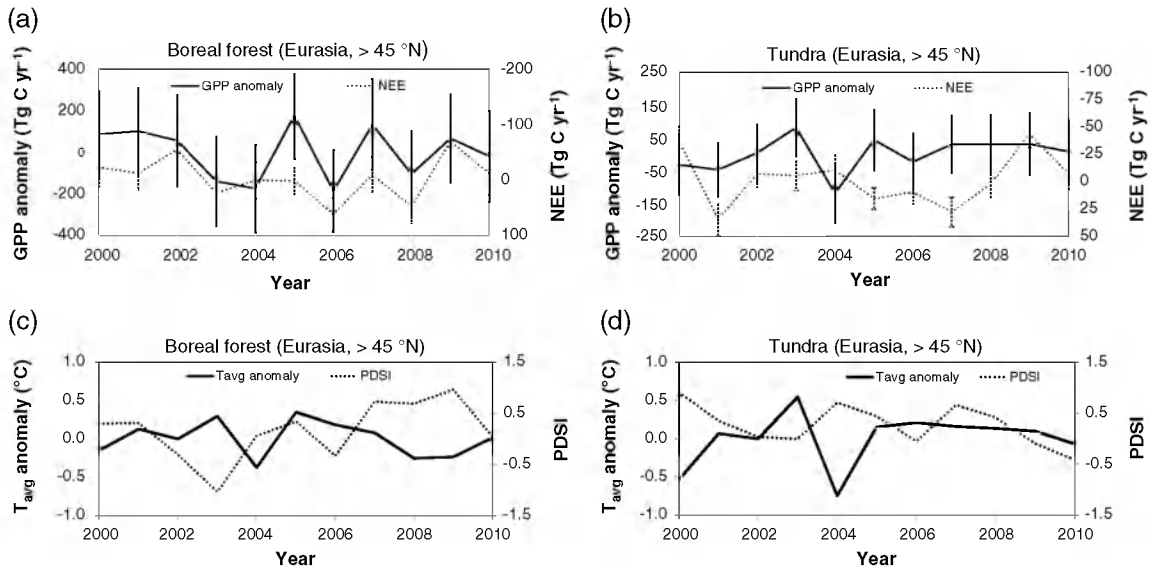 (a)
Boreal forest (Eurasia, > 45 °N)
GPP anomaly NEE
GPP anomaly (Tg C yr⁻¹)
400
200
0
-200
-400
-200
-100
0
100
NEE (Tg C yr⁻¹)
2000 2002 2004 2006 2008 2010
Year
(b)
Tundra (Eurasia, > 45 °N)
GPP anomaly NEE
GPP anomaly (Tg C yr⁻¹)
250
150
50
-50
-150
-250
-100
-75
-50
-25
0
25
50
NEE (Tg C yr⁻¹)
2000 2002 2004 2006 2008 2010
Year
(c)
Boreal forest (Eurasia, > 45 °N)
Tavg anomaly PDSI
Tavg anomaly (°C)
1.0
0.5
0.0
-0.5
-1.0
1.5
0.5
-0.5
-1.5
PDSI
2000 2002 2004 2006 2008 2010
Year
(d)
Tundra (Eurasia, > 45 °N)
Tavg anomaly PDSI
Tavg anomaly (°C)
1.0
0.5
0.0
-0.5
-1.0
1.5
0.5
-0.5
-1.5
PDSI
2000 2002 2004 2006 2008 2010
Year